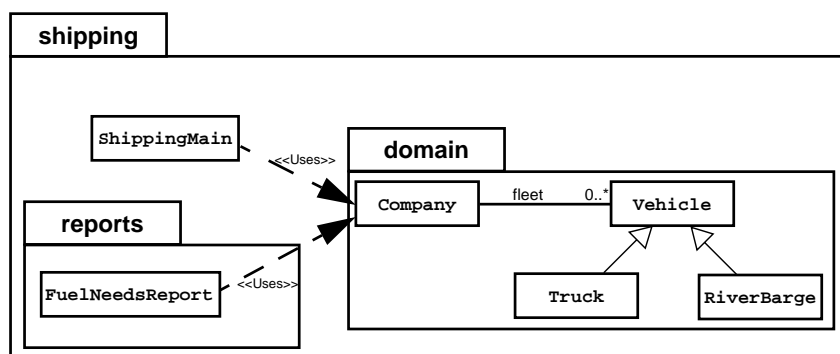 shipping
ShippingMain
<<Uses>>
domain
Company
fleet
0..*
Vehicle
reports
FuelNeedsReport
<<Uses>>
Truck
RiverBarge